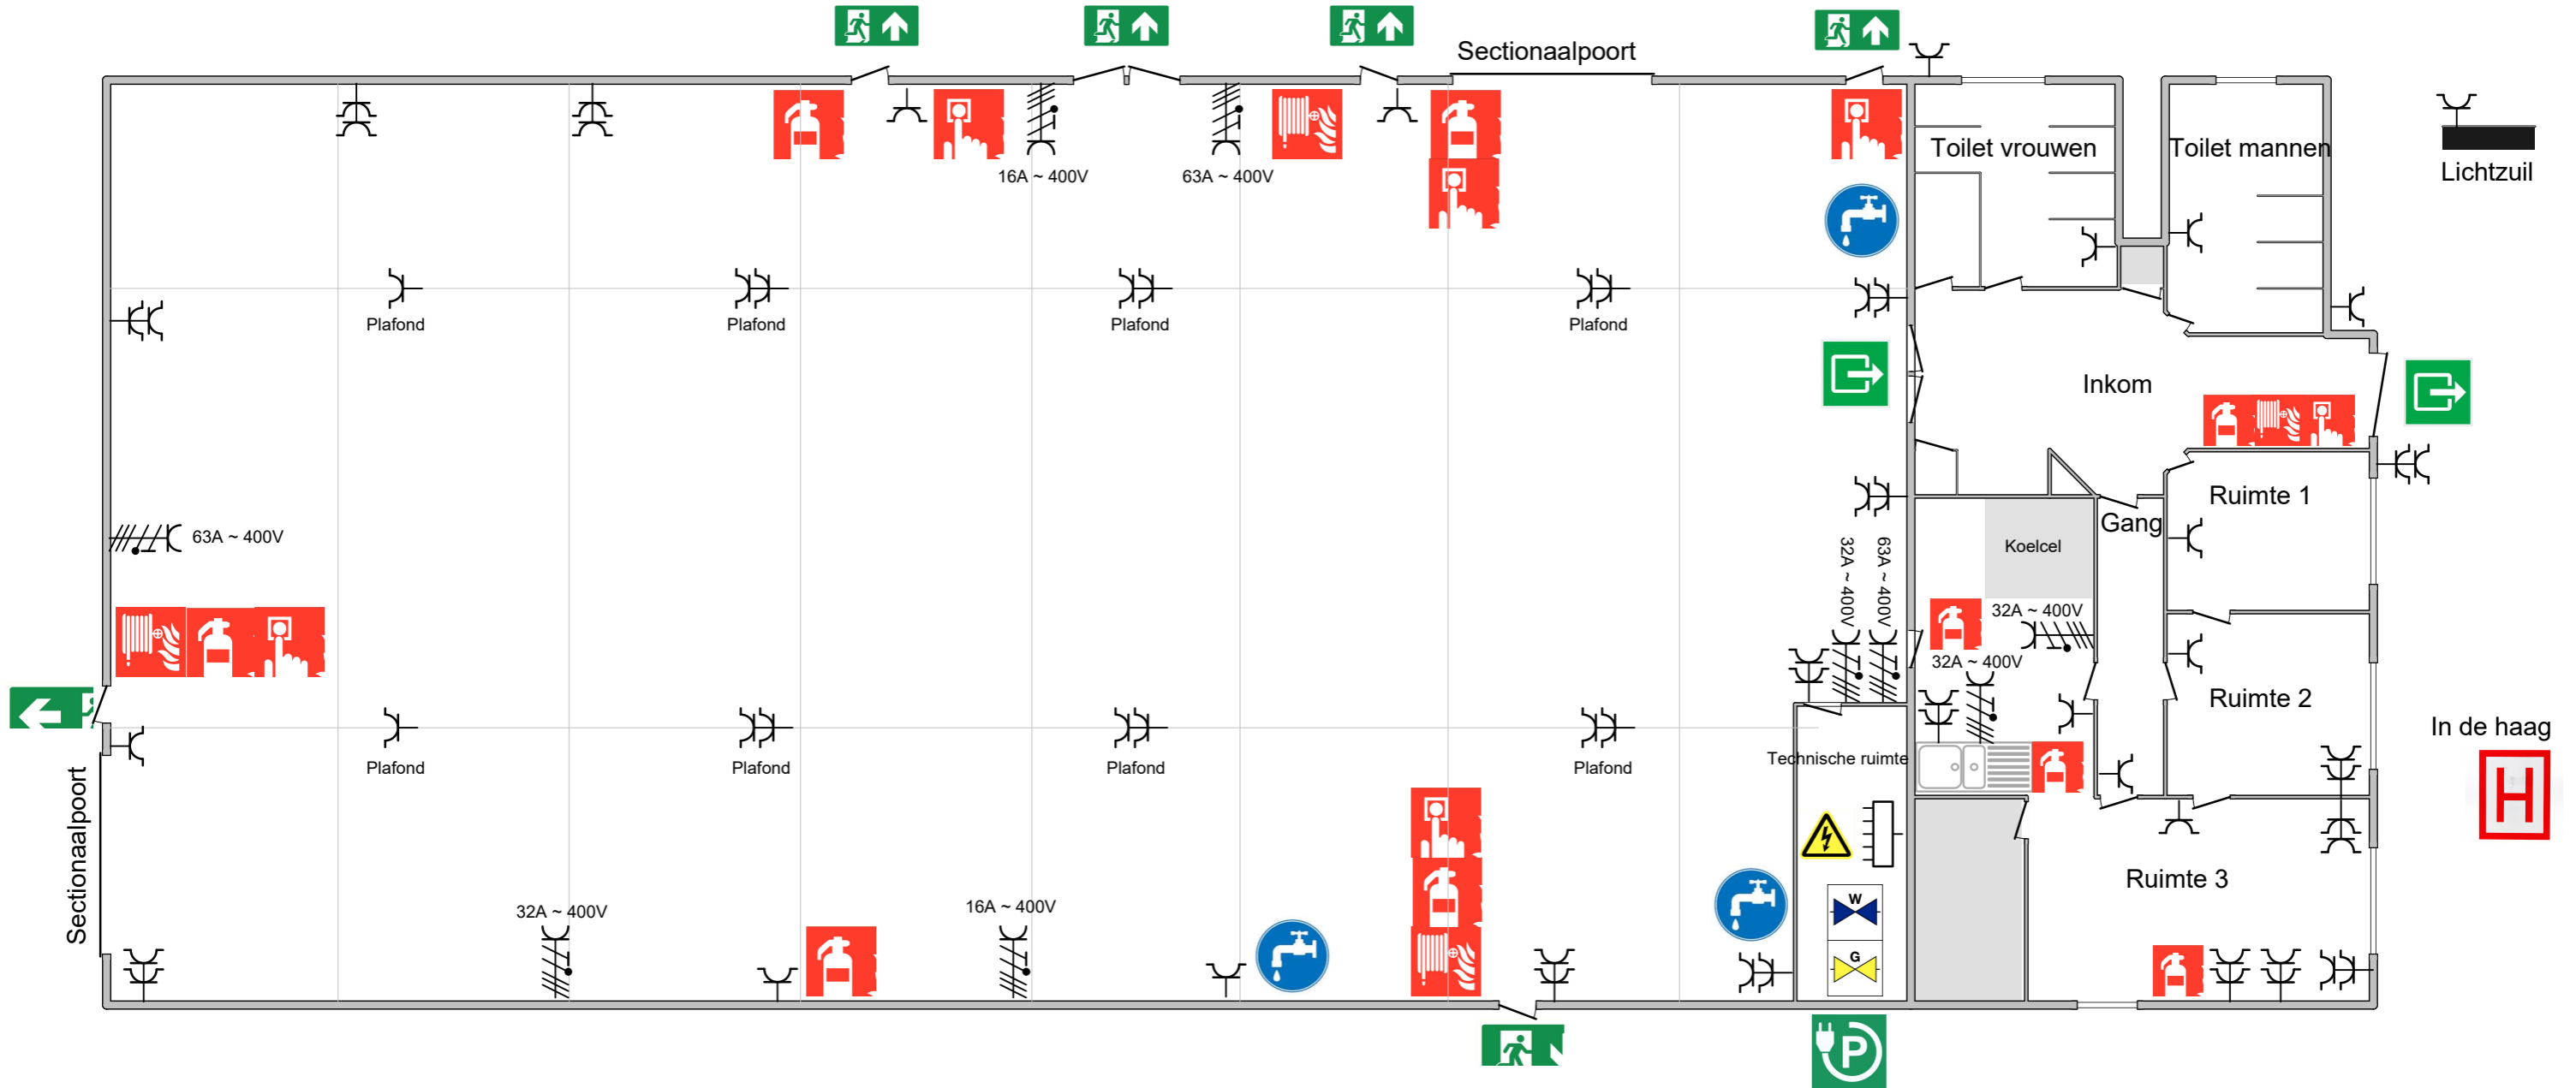 Sectionaalpoort
Toilet vrouwen
Toilet mannen
Lichtzuil
16A ~ 400V
63A ~ 400V
Plafond
Plafond
Plafond
Plafond
Inkom
Ruimte 1
Gang
Koelcel
63A ~ 400V
32A ~ 400V
63A ~ 400V
32A ~ 400V
32A ~ 400V
Ruimte 2
In de haag
H
Plafond
Plafond
Plafond
Plafond
Technische ruimte
Sectionaalpoort
Ruimte 3
32A ~ 400V
16A ~ 400V
W
G
P